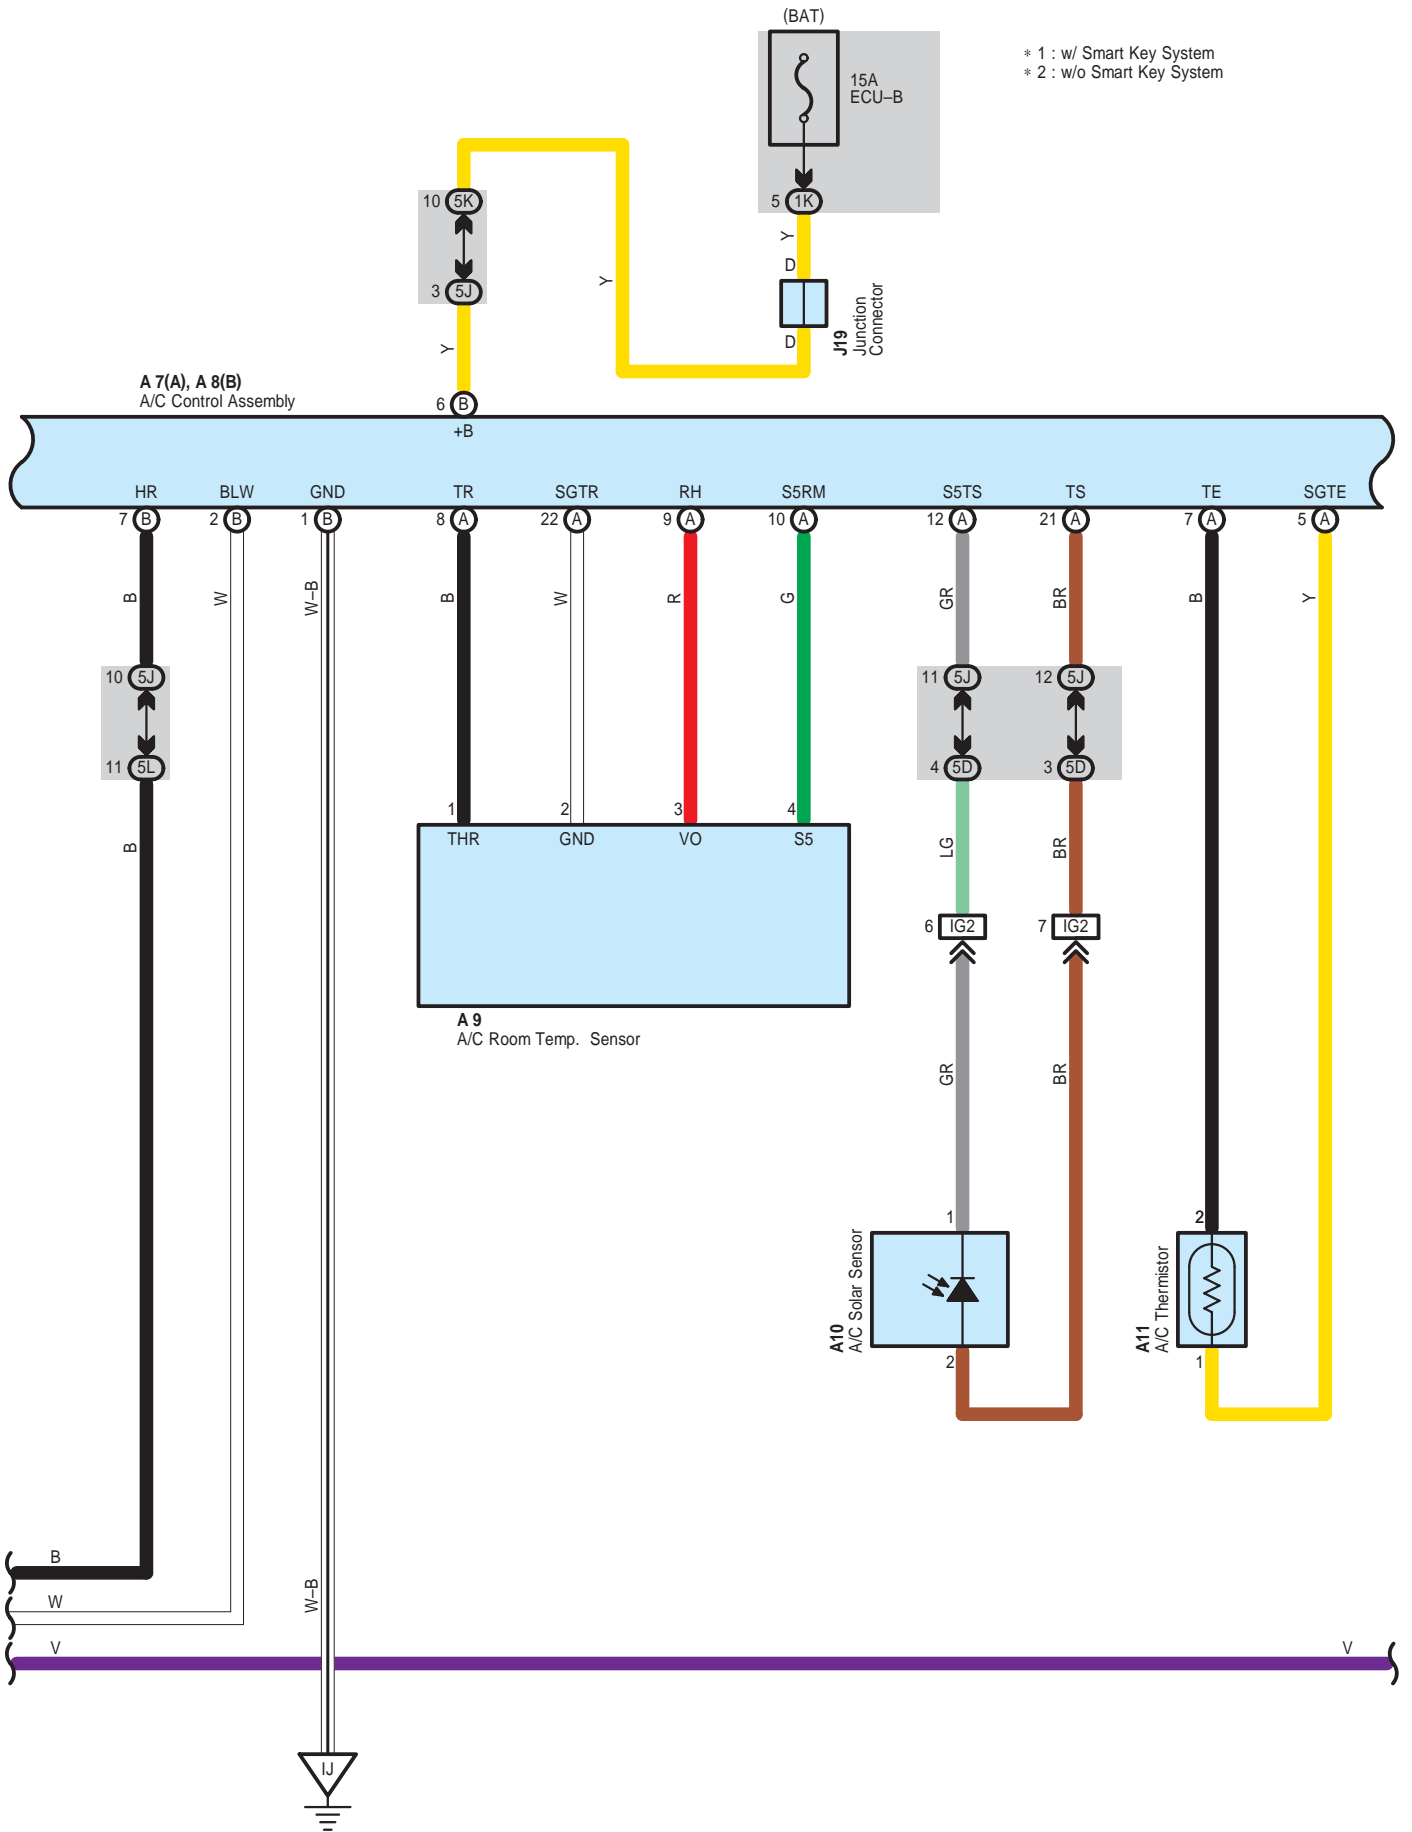 (BAT)
* 1 : w/ Smart Key System
* 2 : w/o Smart Key System
15A
ECU–B
10 5K
5 1K
Y
D
3 5J
Y
D
J19
Junction
Connector
Y
A 7(A), A 8(B)
A/C Control Assembly
6 B
+B
HR BLW GND TR SGTR RH S5RM S5TS TS TE SGTE
7 B 2 B 1 B 8 A 22 A 9 A 10 A 12 A 21 A 7 A 5 A
B W W–B B W R G GR BR B Y
10 5J 11 5J 12 5J
11 5L 4 5D 3 5D
1 2 3 4
THR GND VO S5
B LG BR
6 IG2 7 IG2
A 9
A/C Room Temp. Sensor
GR BR
1 2
A10
A/C Solar Sensor
A11
A/C Thermistor
2 1
B
W–B
W
V V
IJ